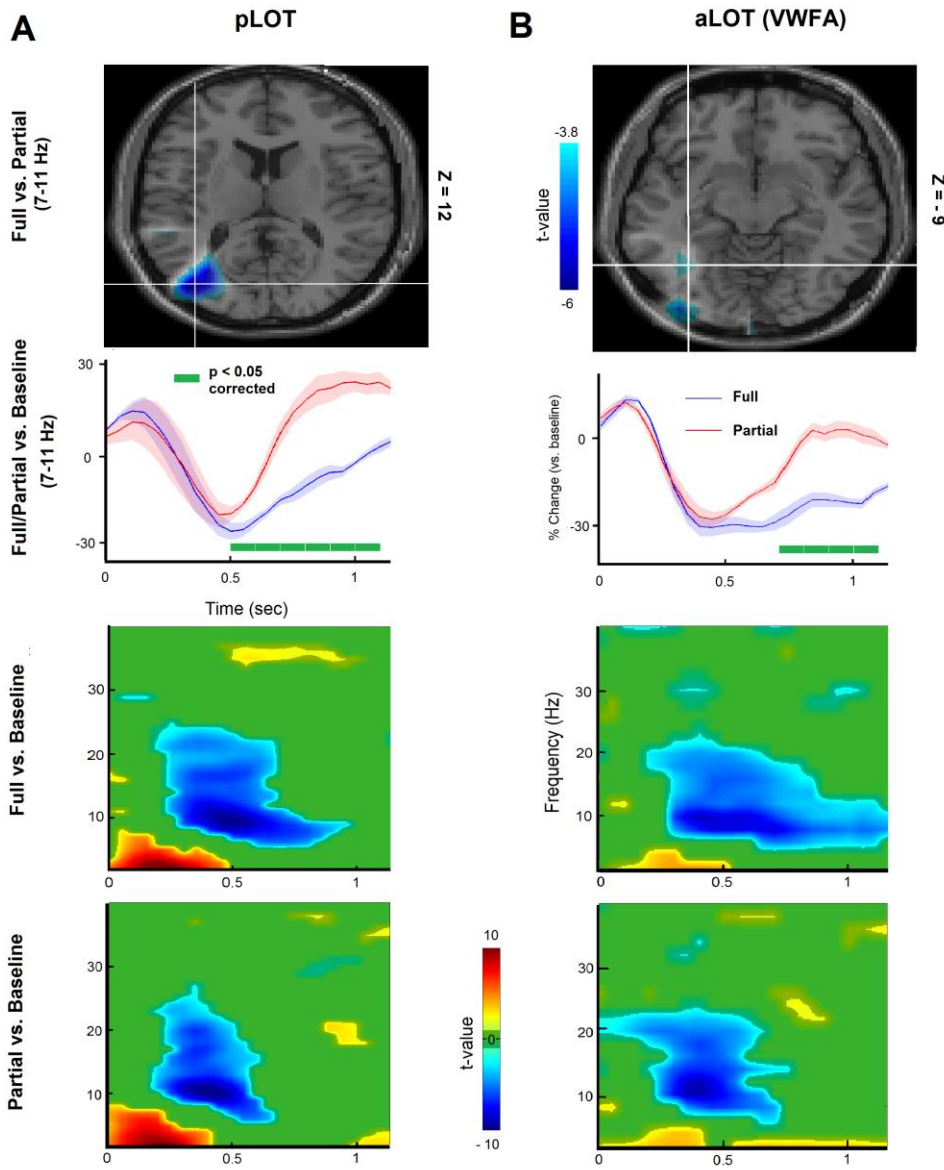 A
pLOT
B
aLOT (VWFA)
Full vs. Partial
(7-11 Hz)
Z = 12
-3.8
t-value
-6
Z = - 9
Full/Partial vs. Baseline
(7-11 Hz)
30
0
-30
p < 0.05
corrected
0
0.5
1
Time (sec)
% Change (vs. baseline)
0
-30
Full
Partial
0
0.5
1
Full vs. Baseline
30
20
10
0
0.5
1
Frequency (Hz)
30
20
10
0
0.5
1
Partial vs. Baseline
30
20
10
0
0.5
1
10
0
t-value
- 10
30
20
10
0
0.5
1